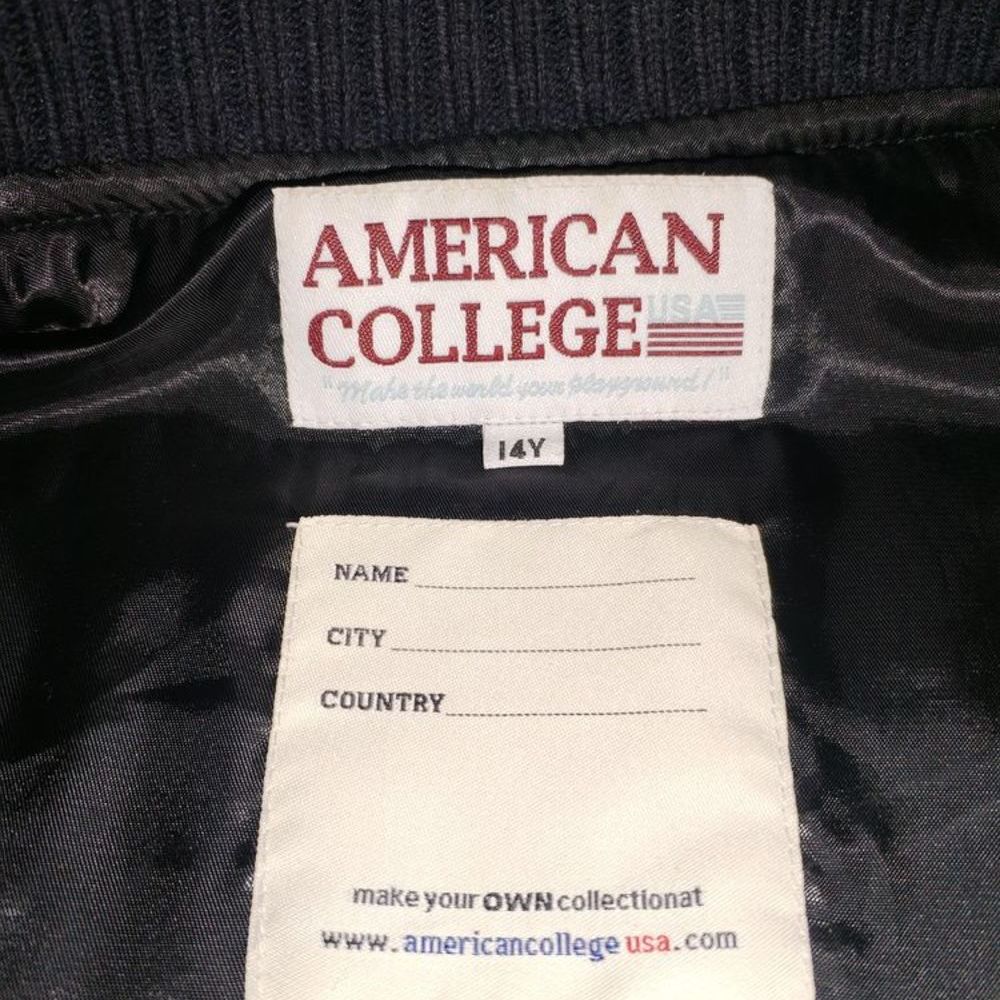 AMERICAN
COLLEGE USA
"Make the world your playground!"
14Y
NAME
CITY
COUNTRY
make your OWN collectionat
www.americancollegeusa.com